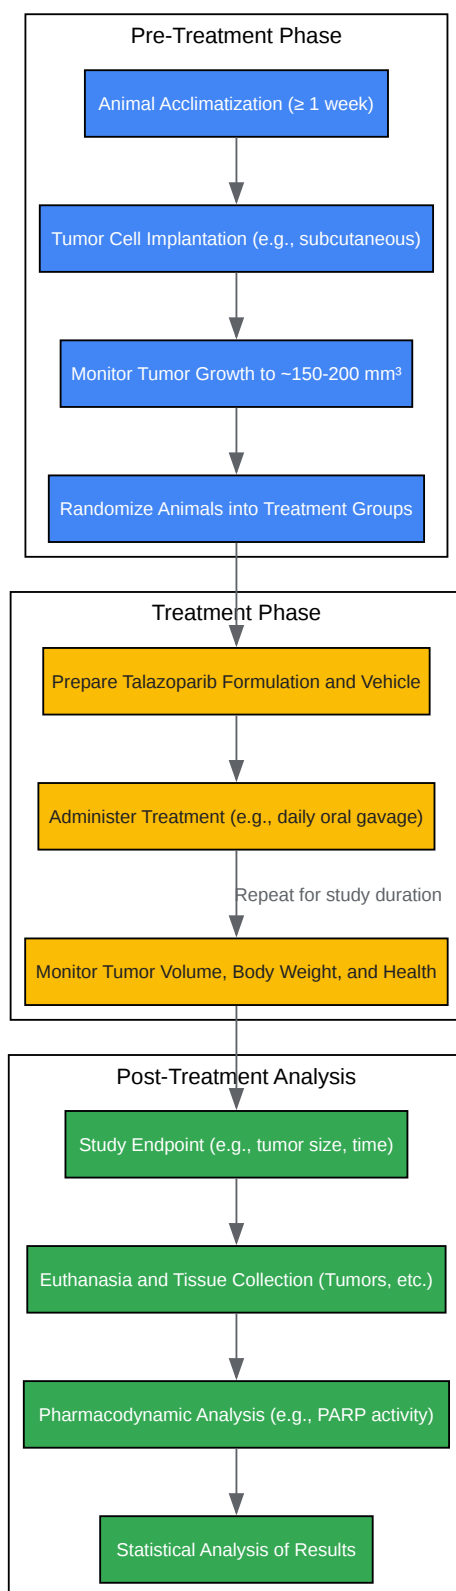 Pre-Treatment Phase
Animal Acclimatization (≥ 1 week)
Tumor Cell Implantation (e.g., subcutaneous)
Monitor Tumor Growth to ~150-200 mm³
Randomize Animals into Treatment Groups
Treatment Phase
Prepare Talazoparib Formulation and Vehicle
Administer Treatment (e.g., daily oral gavage)
Repeat for study duration
Monitor Tumor Volume, Body Weight, and Health
Post-Treatment Analysis
Study Endpoint (e.g., tumor size, time)
Euthanasia and Tissue Collection (Tumors, etc.)
Pharmacodynamic Analysis (e.g., PARP activity)
Statistical Analysis of Results